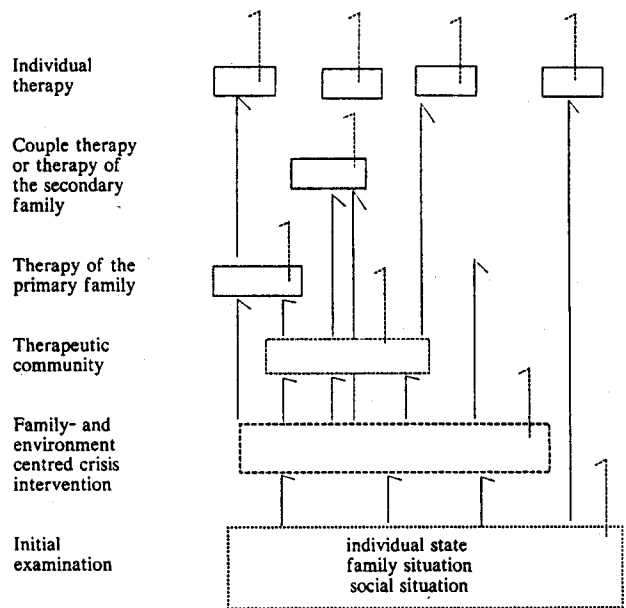 Individual
therapy
Couple therapy
or therapy of
the secondary
family
Therapy of the
primary family
Therapeutic
community
Family- and
environment
centred crisis
intervention
Initial
examination
individual state
family situation
social situation